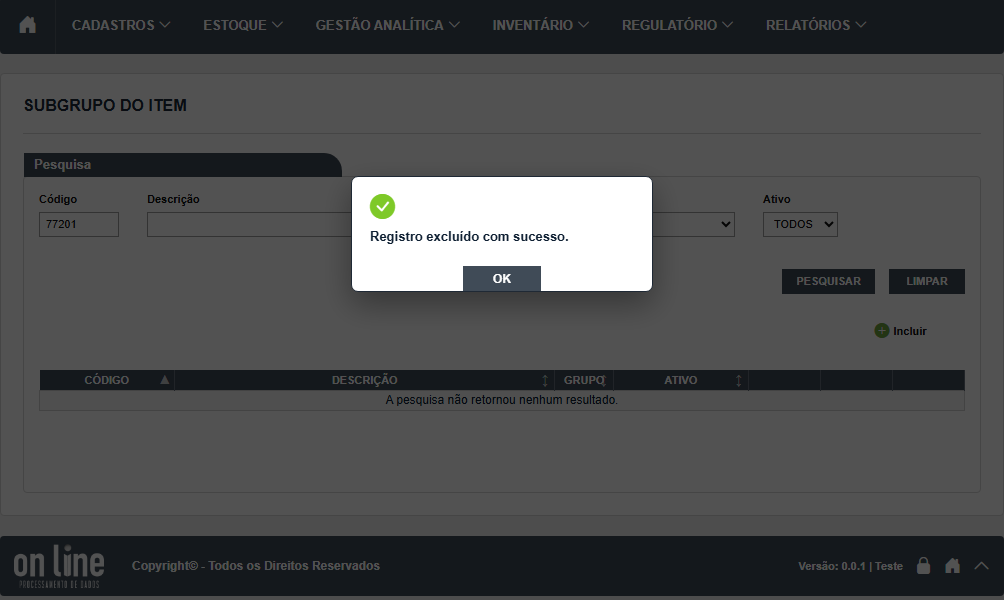 CADASTROS ESTOQUE GESTÃO ANALÍTICA INVENTÁRIO REGULATÓRIO RELATÓRIOS
SUBGRUPO DO ITEM
Pesquisa
Código Descrição Ativo
77201 TODOS
Registro excluído com sucesso.
OK
PESQUISAR LIMPAR
Incluir
CÓDIGO DESCRIÇÃO GRUPO ATIVO
A pesquisa não retornou nenhum resultado.
on line
PROCESSAMENTO DE DADOS
Copyright© - Todos os Direitos Reservados
Versão: 0.0.1 | Teste